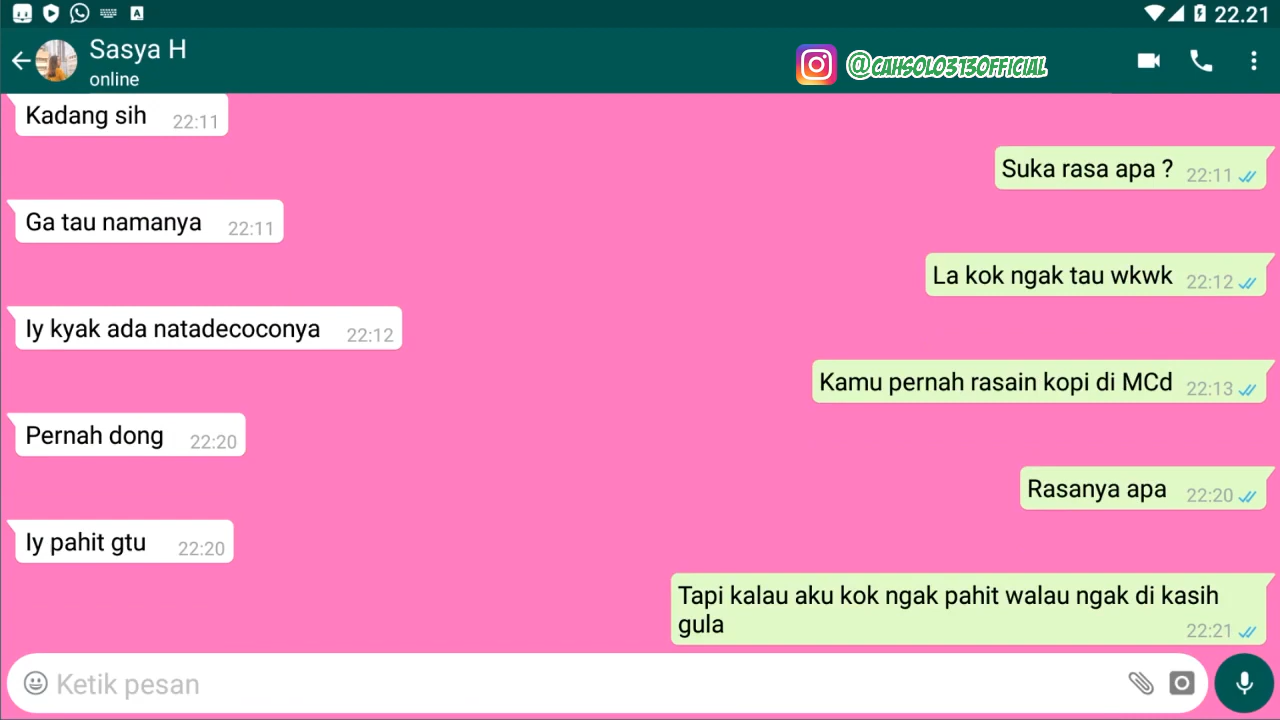 22.21
Sasya H
online
@CAHSOLO313OFFICIAL
Kadang sih 22:11
Suka rasa apa ? 22:11
Ga tau namanya 22:11
La kok ngak tau wkwk 22:12
Iy kyak ada natadecoconya 22:12
Kamu pernah rasain kopi di MCd 22:13
Pernah dong 22:20
Rasanya apa 22:20
Iy pahit gtu 22:20
Tapi kalau aku kok ngak pahit walau ngak di kasih
gula 22:21
Ketik pesan